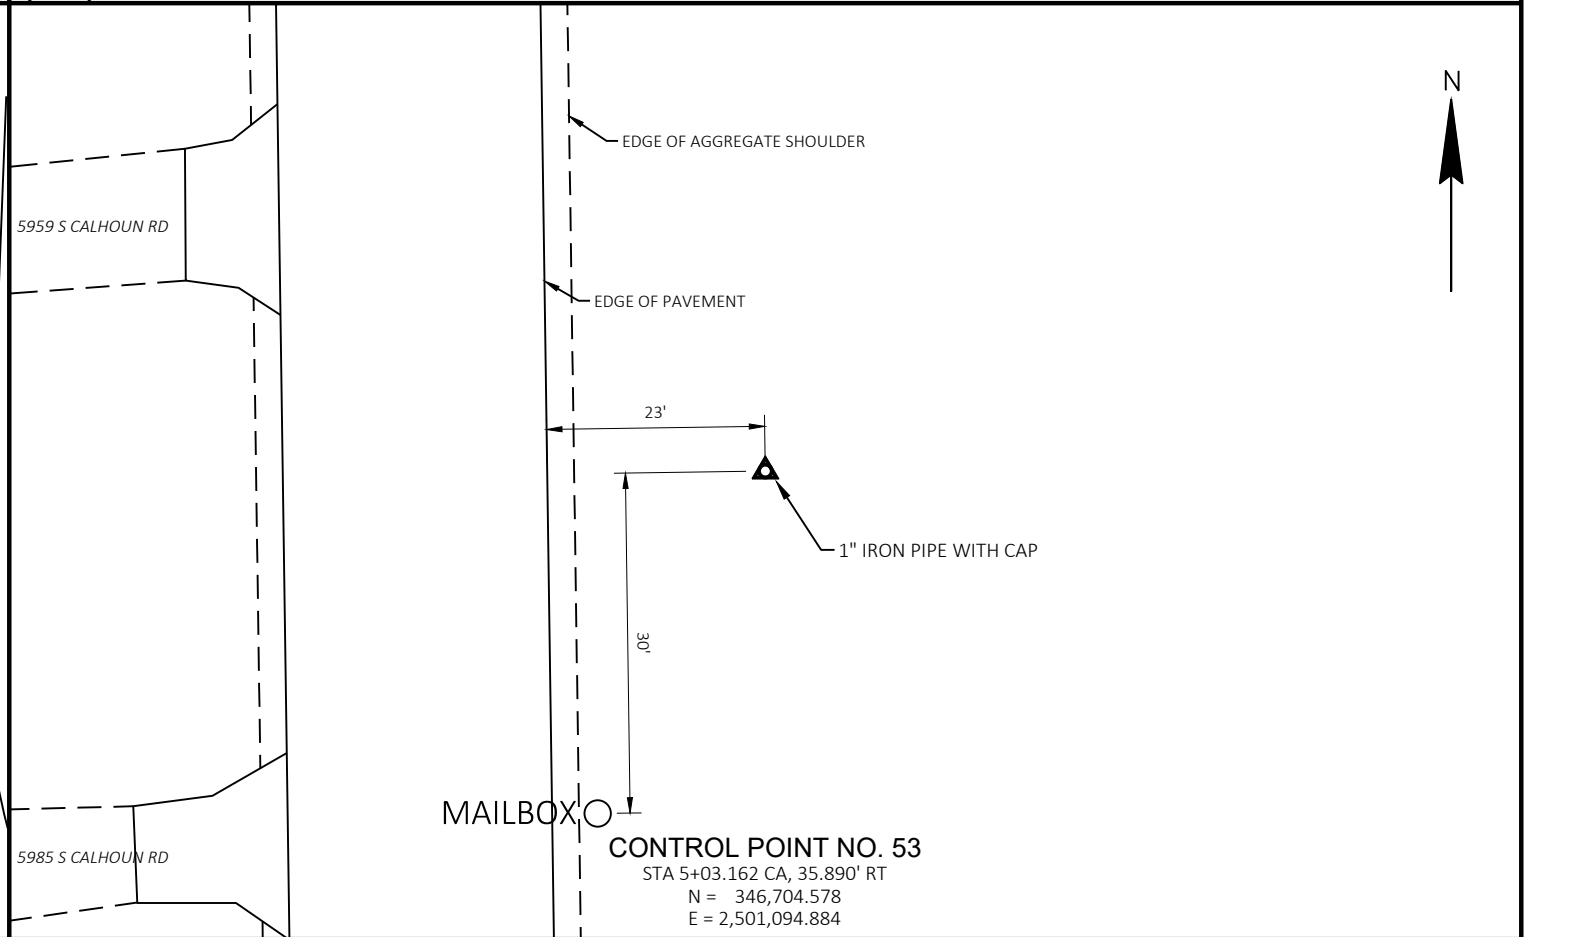 N
EDGE OF AGGREGATE SHOULDER
5959 S CALHOUN RD
EDGE OF PAVEMENT
23'
1" IRON PIPE WITH CAP
30'
MAILBOX
CONTROL POINT NO. 53
5985 S CALHOUN RD
STA 5+03.162 CA, 35.890' RT
N = 346,704.578
E = 2,501,094.884